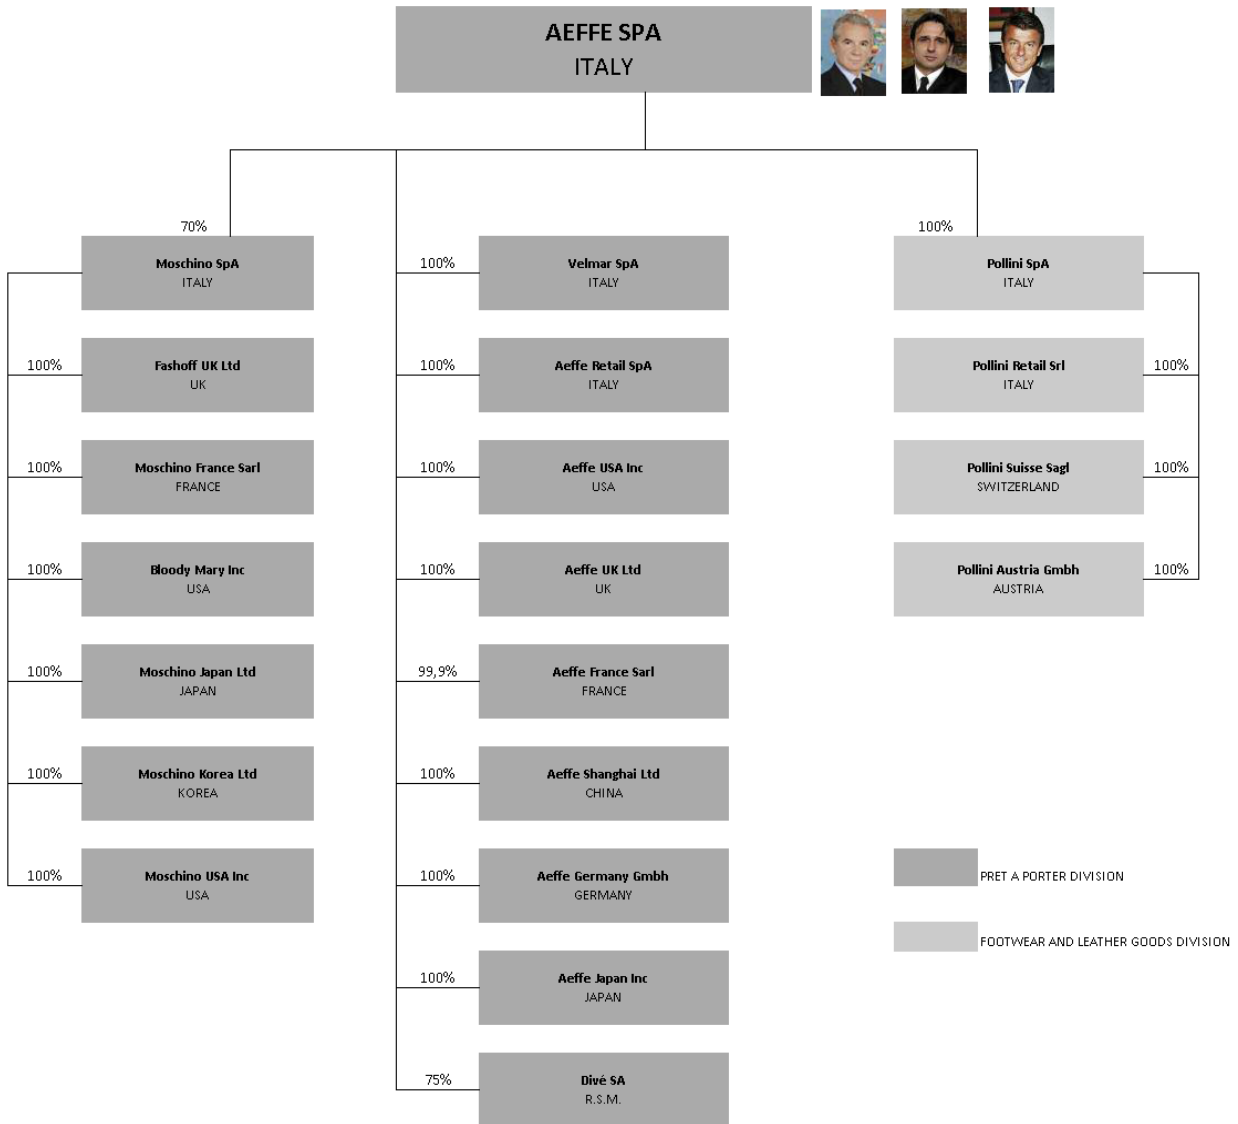 AEFFE SPA
ITALY
70%
Moschino SpA
ITALY
100%
Fashoff UK Ltd
UK
100%
Moschino France Sarl
FRANCE
100%
Bloody Mary Inc
USA
100%
Moschino Japan Ltd
JAPAN
100%
Moschino Korea Ltd
KOREA
100%
Moschino USA Inc
USA
100%
Velmar SpA
ITALY
100%
Aeffe Retail SpA
ITALY
100%
Aeffe USA Inc
USA
100%
Aeffe UK Ltd
UK
99,9%
Aeffe France Sarl
FRANCE
100%
Aeffe Shanghai Ltd
CHINA
100%
Aeffe Germany Gmbh
GERMANY
100%
Aeffe Japan Inc
JAPAN
75%
Divé SA
R.S.M.
100%
Pollini SpA
ITALY
Pollini Retail Srl
ITALY
100%
Pollini Suisse Sagl
SWITZERLAND
100%
Pollini Austria Gmbh
AUSTRIA
100%
PRET A PORTER DIVISION
FOOTWEAR AND LEATHER GOODS DIVISION